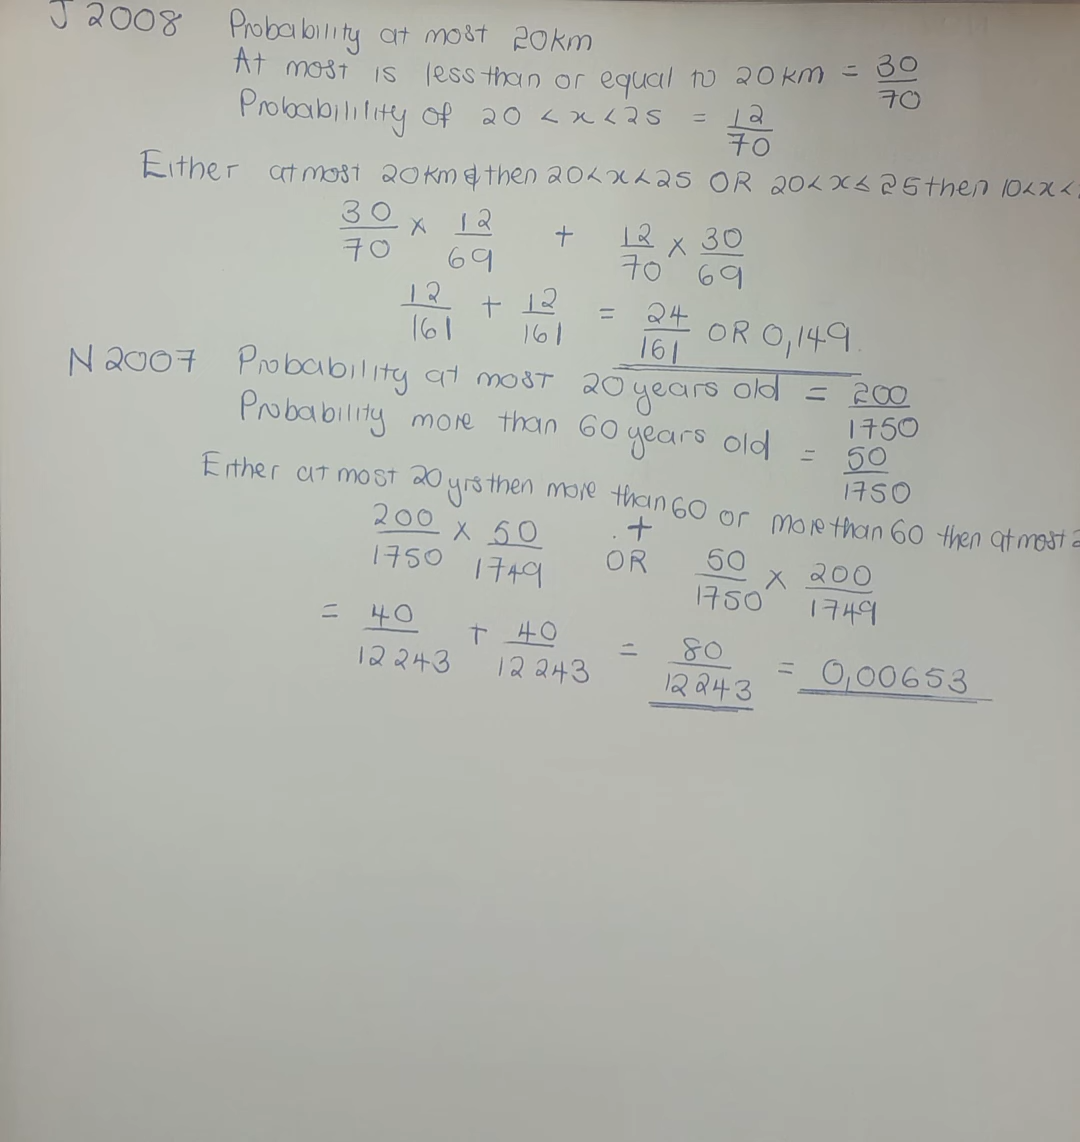 J 2008 Probability at most 20km
At most is less than or equal to 20km = 30/70
Probabililility of 20 < x < 25 = 12/70
Either at most 20km & then 20<x<25 OR 20<x≤25 then 10<x<
30/70 × 12/69 + 12/70 × 30/69
12/161 + 12/161 = 24/161 OR 0,149.
N 2007 Probability at most 20 years old = 200/1750
Probability more than 60 years old = 50/1750
Either at most 20 yrs then more than 60 or more than 60 then at most 2
200/1750 × 50/1749 + OR 50/1750 × 200/1749
= 40/12243 + 40/12243 = 80/12243 = 0,00653